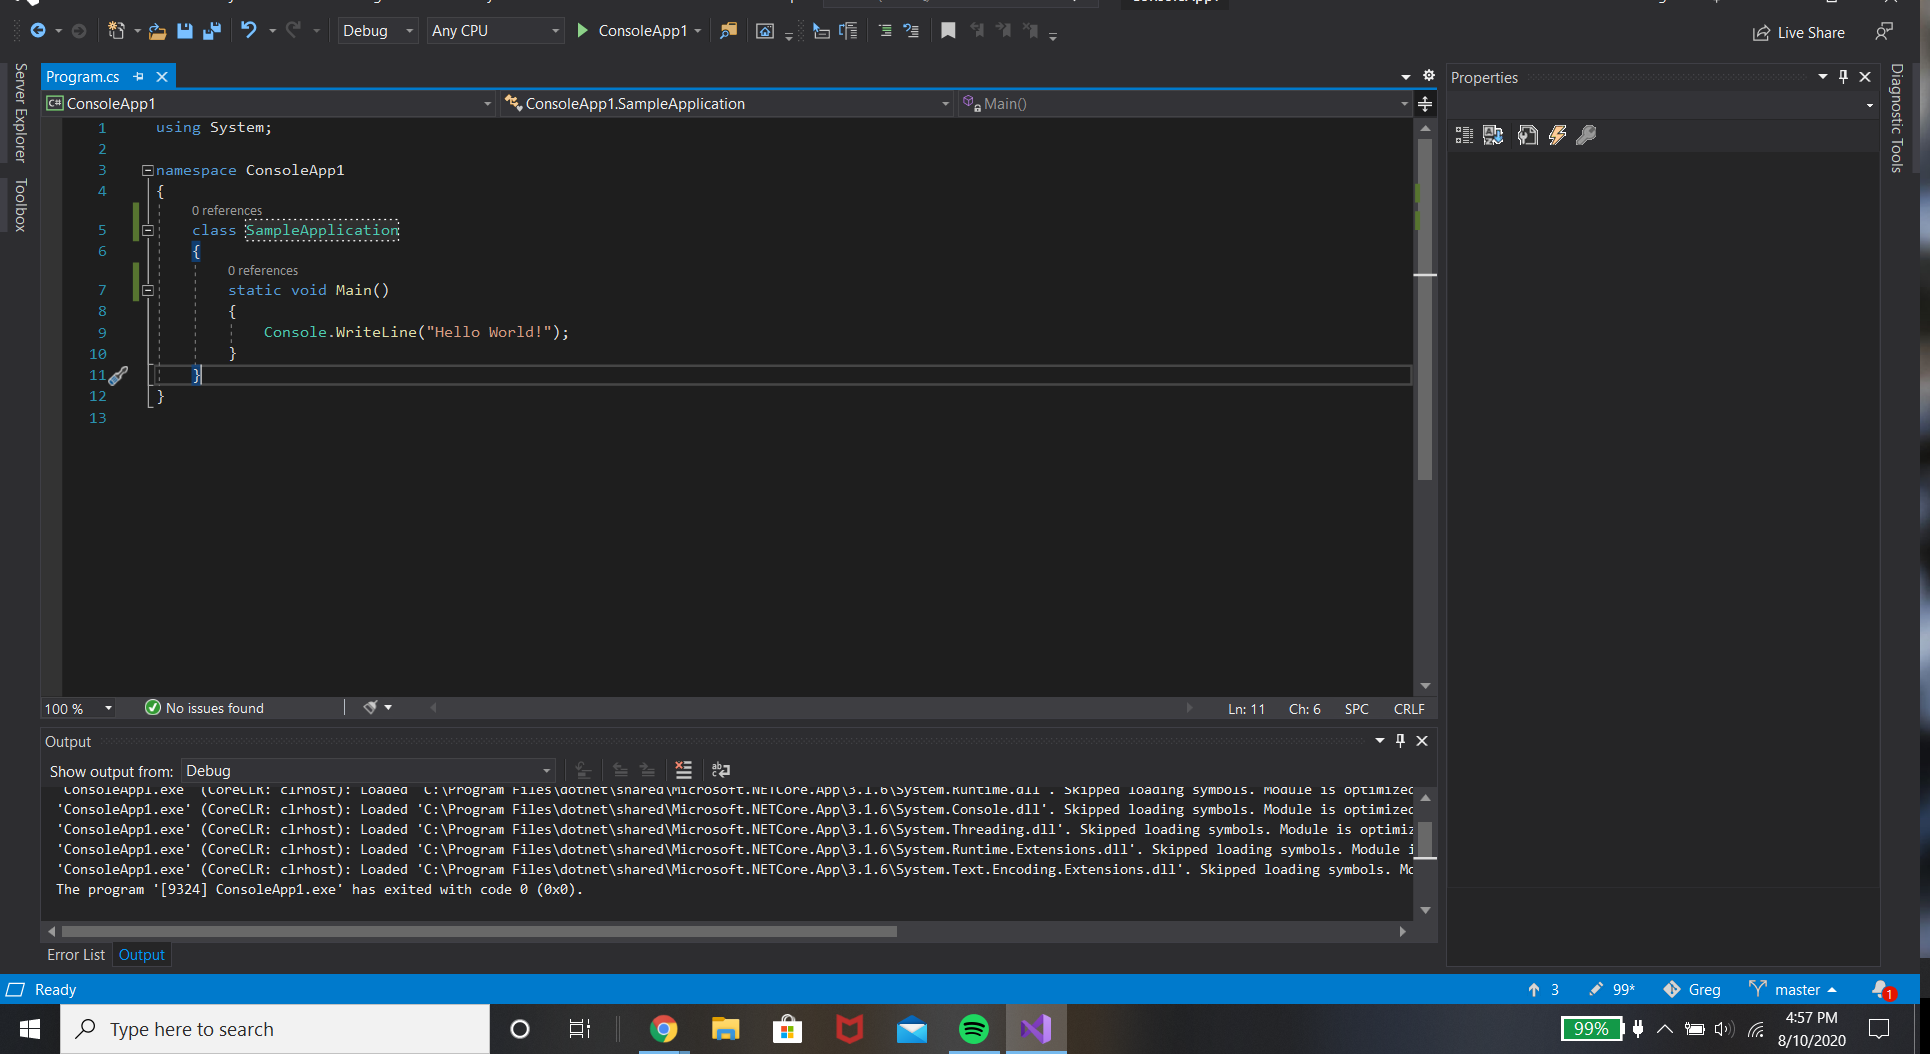 Debug Any CPU ConsoleApp1 Live Share
Server Explorer
Toolbox
Program.cs
ConsoleApp1 ConsoleApp1.SampleApplication Main()
1 using System;
2
3 namespace ConsoleApp1
4 {
0 references
5 class SampleApplication
6 {
0 references
7 static void Main()
8 {
9 Console.WriteLine("Hello World!");
10 }
11 }
12 }
13
100 % No issues found Ln: 11 Ch: 6 SPC CRLF
Properties
Diagnostic Tools
Output
Show output from: Debug
'ConsoleApp1.exe' (CoreCLR: clrhost): Loaded 'C:\Program Files\dotnet\shared\Microsoft.NETCore.App\3.1.6\System.Runtime.dll'. Skipped loading symbols. Module is optimized
'ConsoleApp1.exe' (CoreCLR: clrhost): Loaded 'C:\Program Files\dotnet\shared\Microsoft.NETCore.App\3.1.6\System.Console.dll'. Skipped loading symbols. Module is optimized
'ConsoleApp1.exe' (CoreCLR: clrhost): Loaded 'C:\Program Files\dotnet\shared\Microsoft.NETCore.App\3.1.6\System.Threading.dll'. Skipped loading symbols. Module is optimiz
'ConsoleApp1.exe' (CoreCLR: clrhost): Loaded 'C:\Program Files\dotnet\shared\Microsoft.NETCore.App\3.1.6\System.Runtime.Extensions.dll'. Skipped loading symbols. Module i
'ConsoleApp1.exe' (CoreCLR: clrhost): Loaded 'C:\Program Files\dotnet\shared\Microsoft.NETCore.App\3.1.6\System.Text.Encoding.Extensions.dll'. Skipped loading symbols. Mo
The program '[9324] ConsoleApp1.exe' has exited with code 0 (0x0).
Error List Output
Ready 3 99* Greg master 1
Type here to search 99% 4:57 PM
8/10/2020